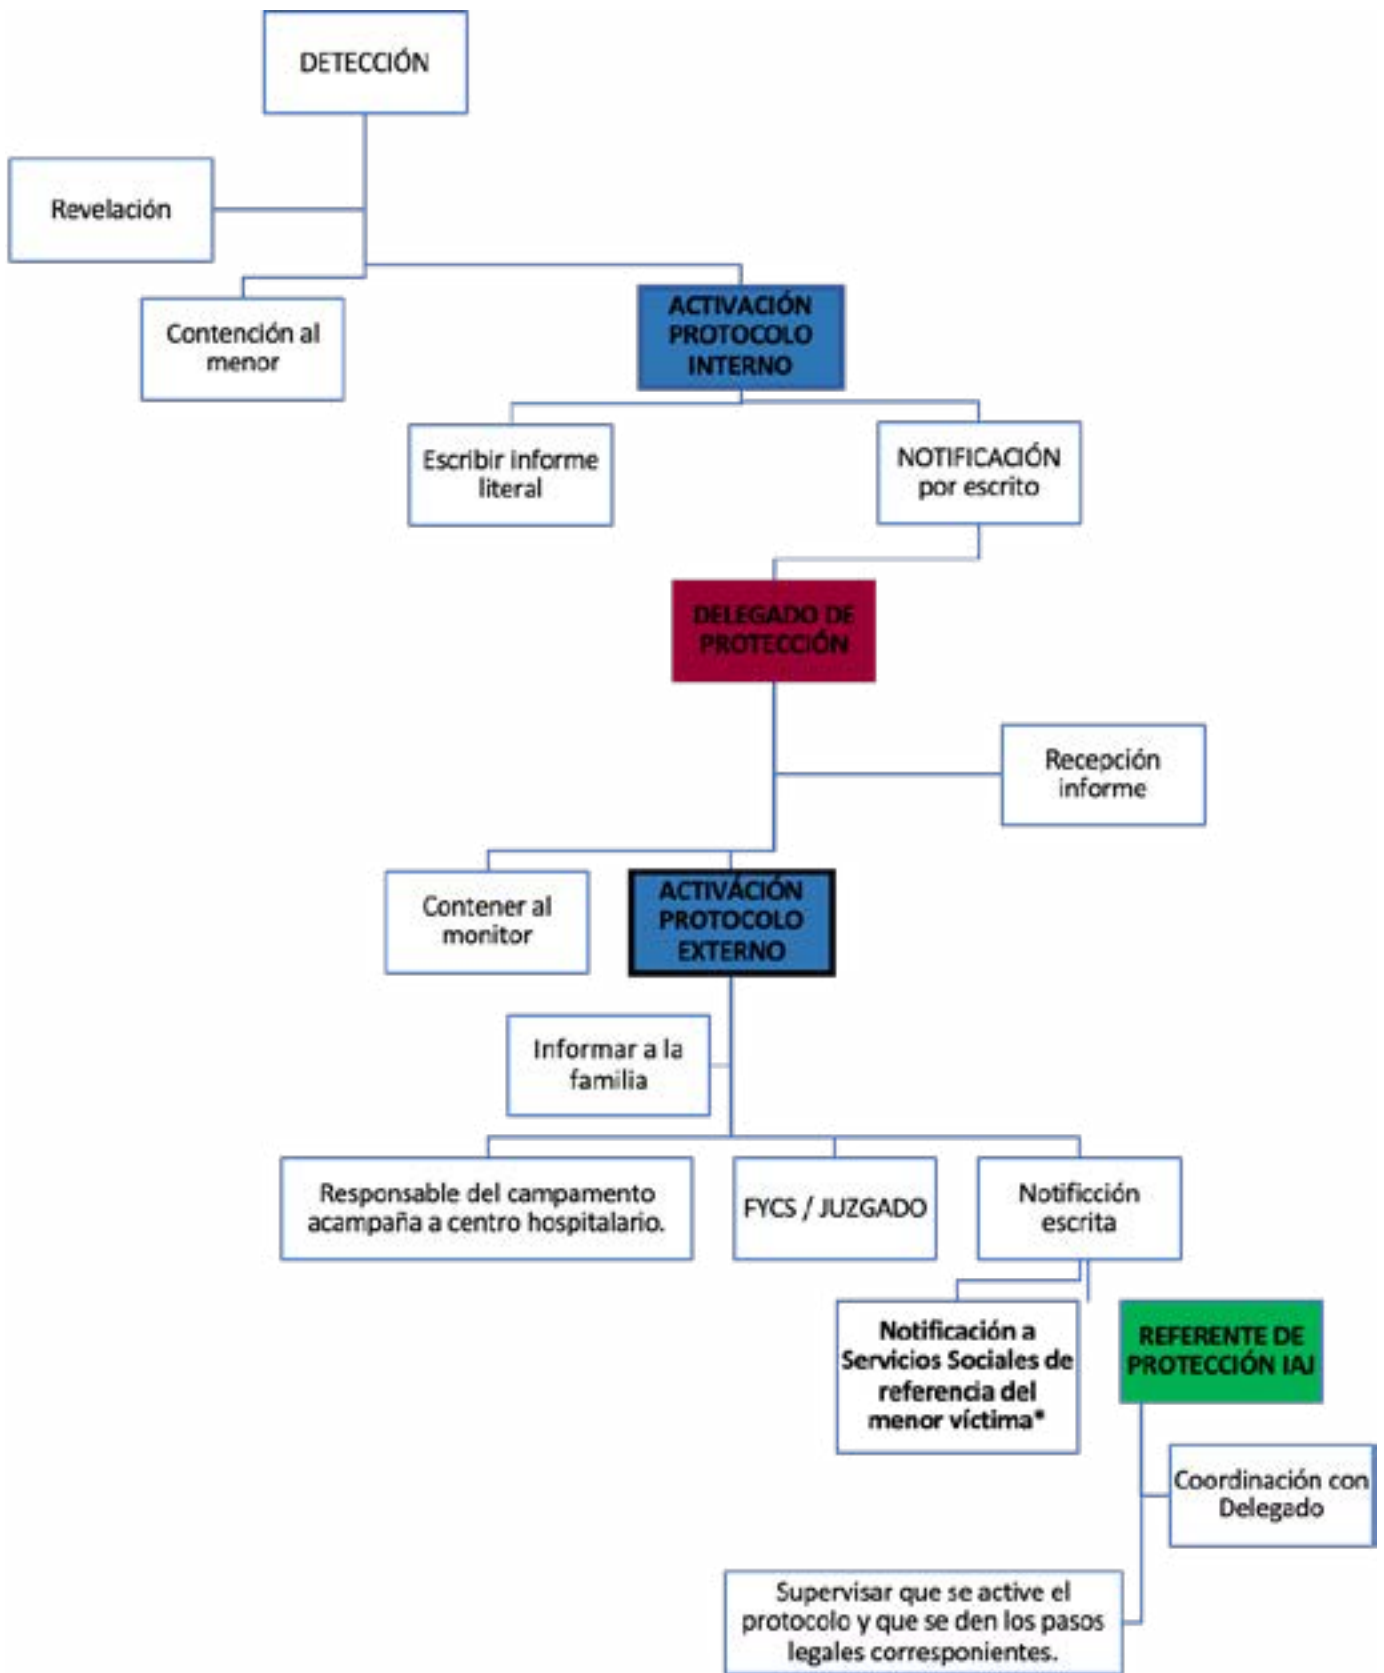 DETECCIÓN
Revelación
Contención al
menor
ACTIVACIÓN
PROTOCOLO
INTERNO
Escribir informe
literal
NOTIFICACIÓN
por escrito
DELEGADO DE
PROTECCIÓN
Recepción
informe
Contener al
monitor
ACTIVÁCIÓN
PROTOCOLO
EXTERNO
Informar a la
familia
Responsable del campamento
acampaña a centro hospitalario.
FYCS / JUZGADO
Notificción
escrita
Notificación a
Servicios Sociales de
referencia del
menor víctima*
REFERENTE DE
PROTECCIÓN IAJ
Coordinación con
Delegado
Supervisar que se active el
protocolo y que se den los pasos
legales corresponientes.